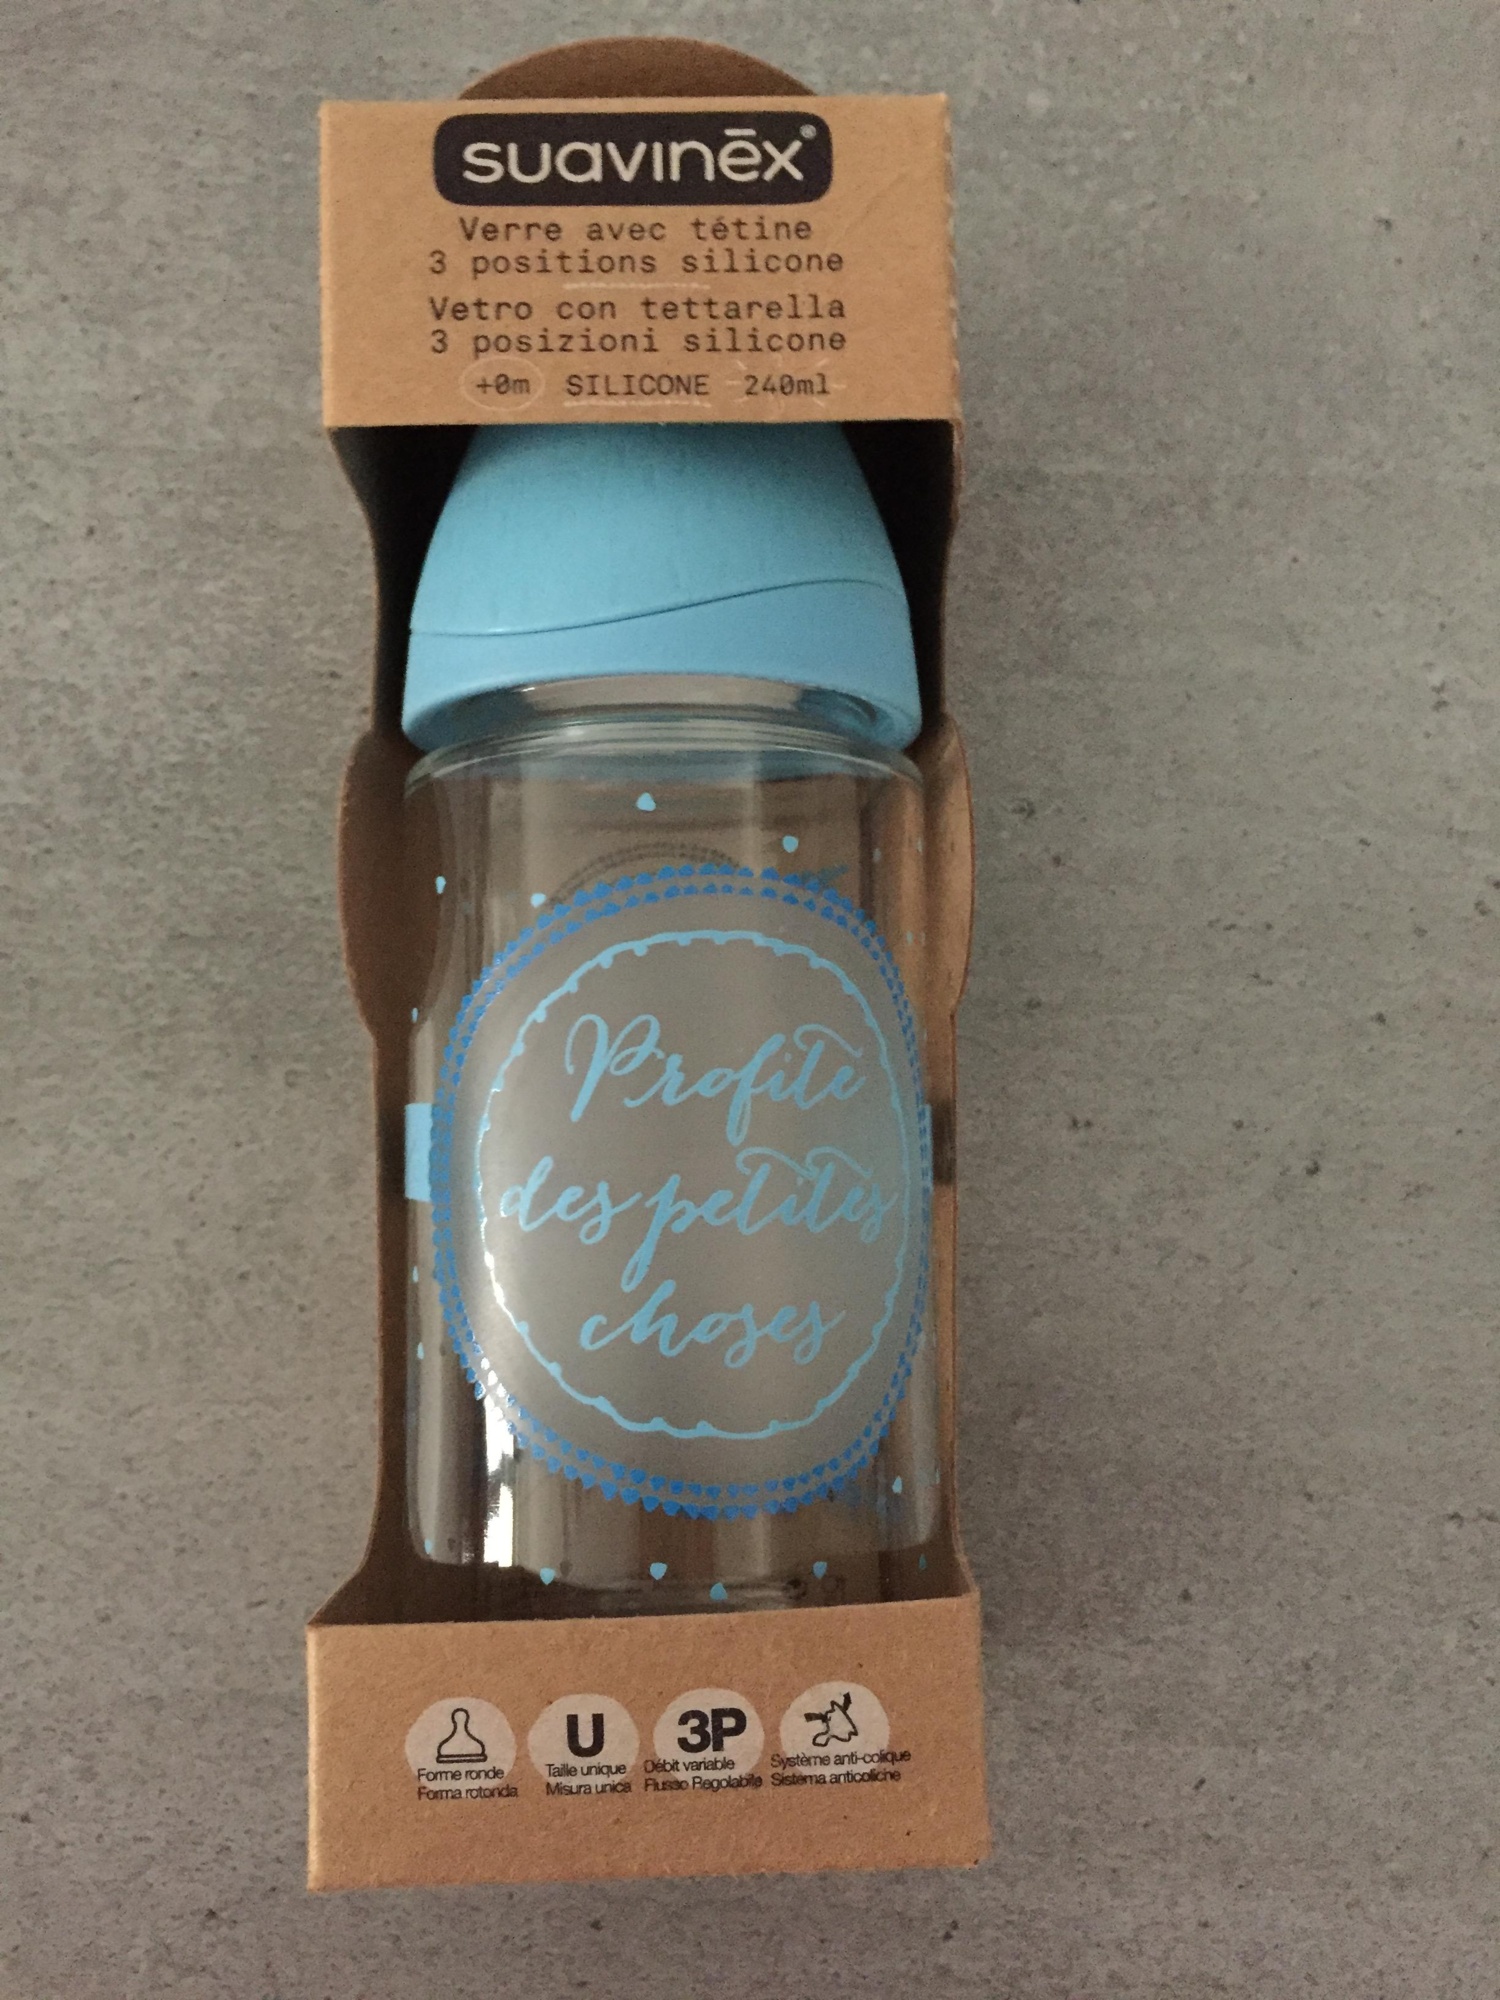 suavinēx®
Verre avec tétine
3 positions silicone
Vetro con tettarella
3 posizioni silicone
+0m SILICONE 240ml
Profite
des petites
choses
U 3P
Forme ronde Taille unique Débit variable Système anti-colique
Forma rotonda Misura unica Flusso Regolabile Sistema anticoliche